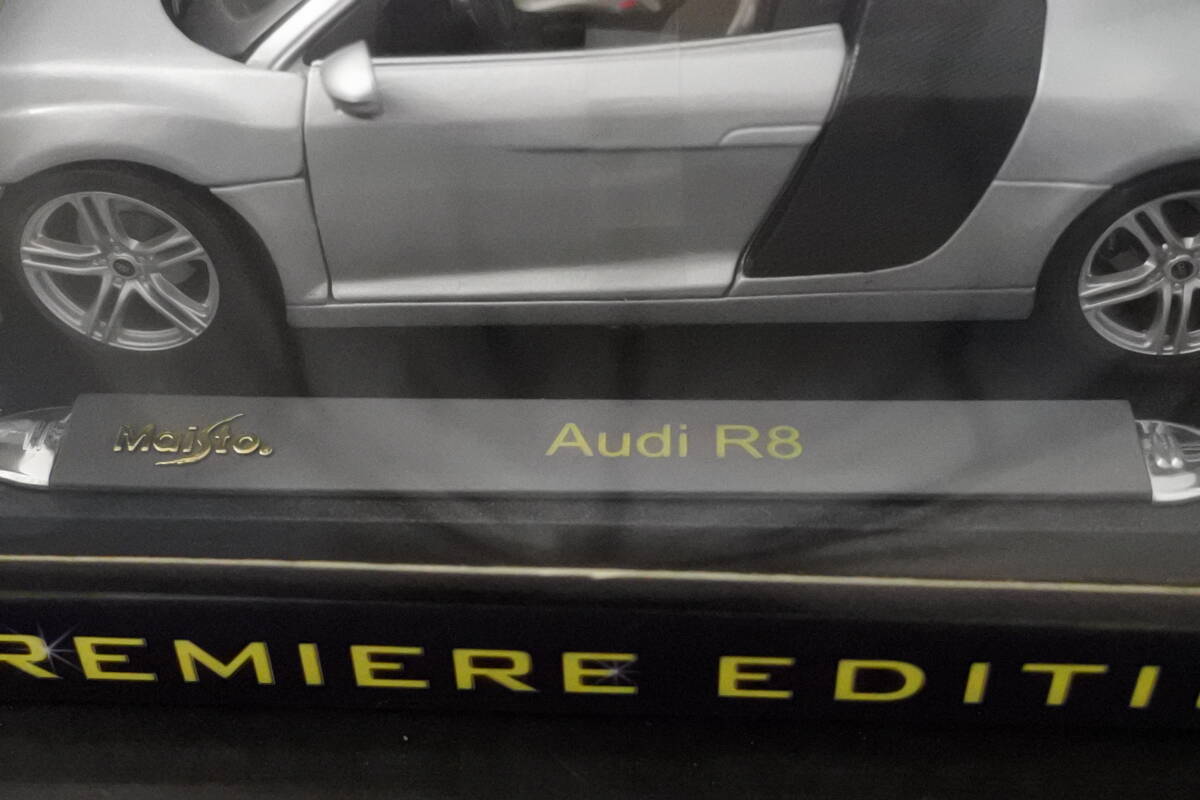 Maisto.
Audi R8
REMIERE EDITI